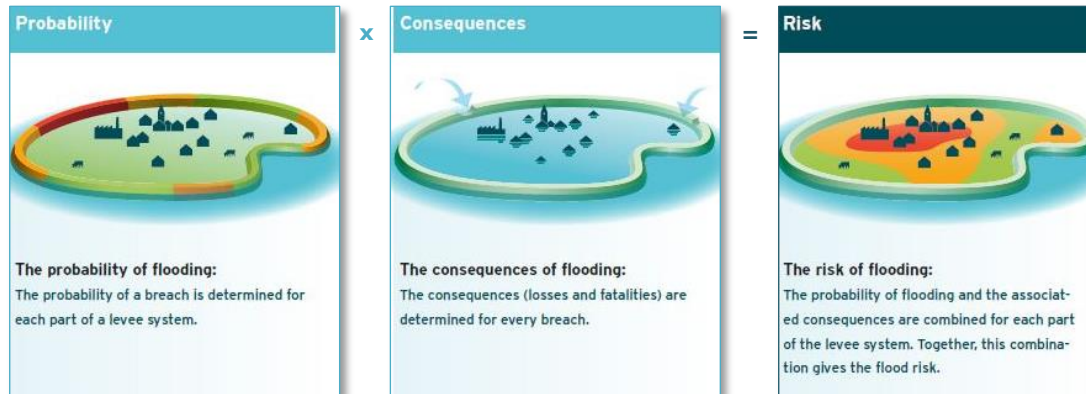 Probability
x
Consequences
=
Risk
The probability of flooding:
The probability of a breach is determined for
each part of a levee system.
The consequences of flooding:
The consequences (losses and fatalities) are
determined for every breach.
The risk of flooding:
The probability of flooding and the associat-
ed consequences are combined for each part
of the levee system. Together, this combina-
tion gives the flood risk.